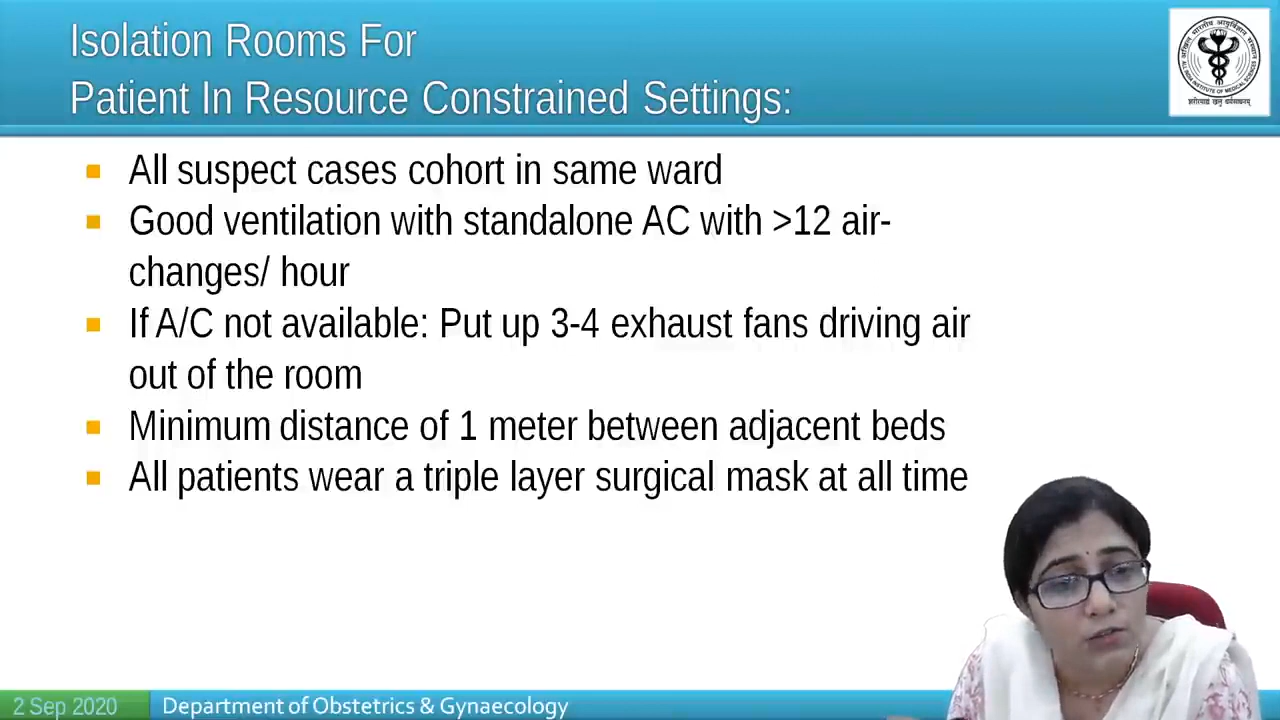 Isolation Rooms For
Patient In Resource Constrained Settings:
All suspect cases cohort in same ward
Good ventilation with standalone AC with >12 air-
changes/ hour
If A/C not available: Put up 3-4 exhaust fans driving air
out of the room
Minimum distance of 1 meter between adjacent beds
All patients wear a triple layer surgical mask at all time
2 Sep 2020
Department of Obstetrics & Gynaecology